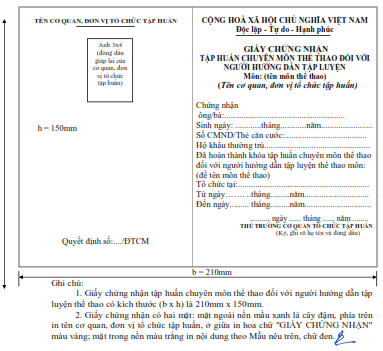 TÊN CƠ QUAN, ĐƠN VỊ TỔ CHỨC TẬP HUẤN
Ảnh 3x4
(đóng dấu
giáp lai của
cơ quan, đơn
vị tổ chức
tập huấn)
h = 150mm
Quyết định số:..../ĐTCM
CỘNG HOÀ XÃ HỘI CHỦ NGHĨA VIỆT NAM
Độc lập - Tự do - Hạnh phúc
GIẤY CHỨNG NHẬN
TẬP HUẤN CHUYÊN MÔN THỂ THAO ĐỐI VỚI
NGƯỜI HƯỚNG DẪN TẬP LUYỆN
Môn: (tên môn thể thao)
(Tên cơ quan, đơn vị tổ chức tập huấn)
Chứng nhận
ông/bà:..........................................................
Sinh ngày: ...........tháng..........năm.....................
Số CMND/Thẻ căn cước:.................................
Hộ khẩu thường trú...........................................
Đã hoàn thành khóa tập huấn chuyên môn thể thao
đối với người hướng dẫn tập luyện thể thao môn:
(đề tên môn thể thao)
Tổ chức tại:.....................................................
Từ ngày…… ..tháng.........năm.......................
Đến ngày........ tháng.........năm.......................
........., ngày ...... tháng ...., năm ........
THỦ TRƯỞNG CƠ QUAN TỔ CHỨC TẬP HUẤN
(Ký, ghi rõ họ tên và đóng dấu)
b = 210mm
Ghi chú:
1. Giấy chứng nhận tập huấn chuyên môn thể thao đối với người hướng dẫn tập
luyện thể thao có kích thước (b x h) là 210mm x 150mm.
2. Giấy chứng nhận có hai mặt: mặt ngoài nền mầu xanh lá cây đậm, phía trên
in tên cơ quan, đơn vị tổ chức tập huấn, ở giữa in hoa chữ "GIẤY CHỨNG NHẬN"
màu vàng; mặt trong nền màu trắng in nội dung theo Mẫu nêu trên, chữ đen.